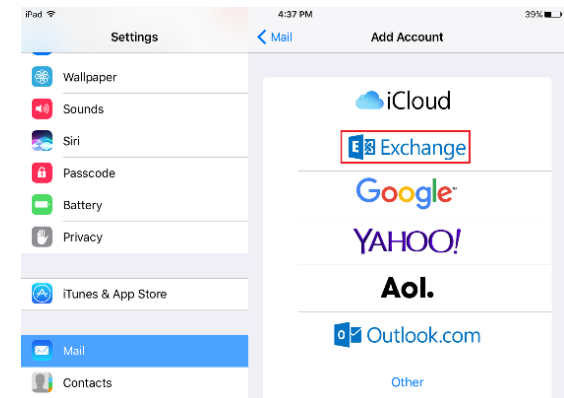 iPad 4:37 PM 39%
Settings
Mail Add Account
Wallpaper
Sounds
Siri
Passcode
Battery
Privacy
iTunes & App Store
Mail
Contacts
iCloud
E Exchange
Google
YAHOO!
Aol.
o Outlook.com
Other